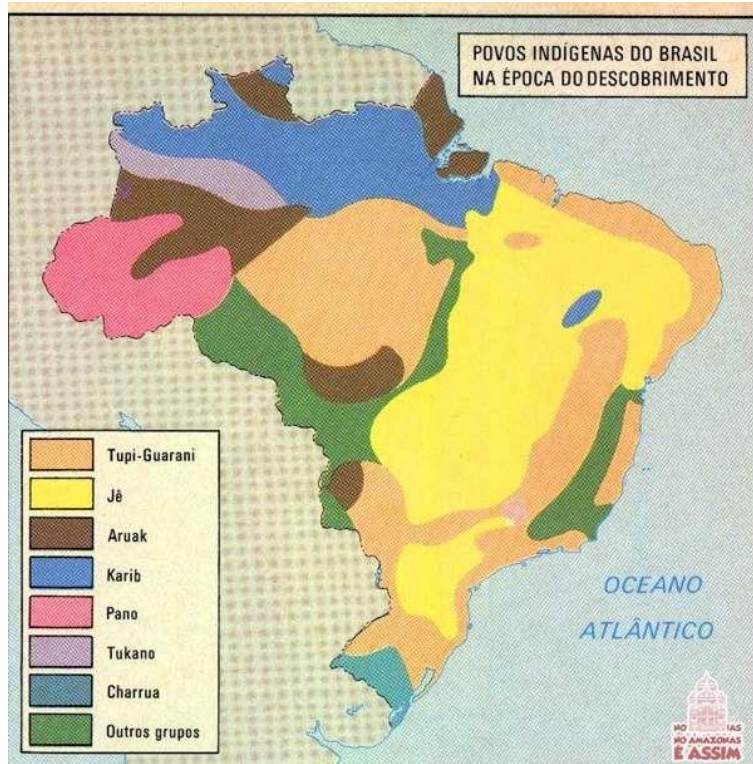 POVOS INDÍGENAS DO BRASIL
NA ÉPOCA DO DESCOBRIMENTO
Tupi-Guarani
Jê
Aruak
Karib
Pano
Tukano
Charrua
Outros grupos
OCEANO
ATLÂNTICO
NO AMAZONAS
É ASSIM